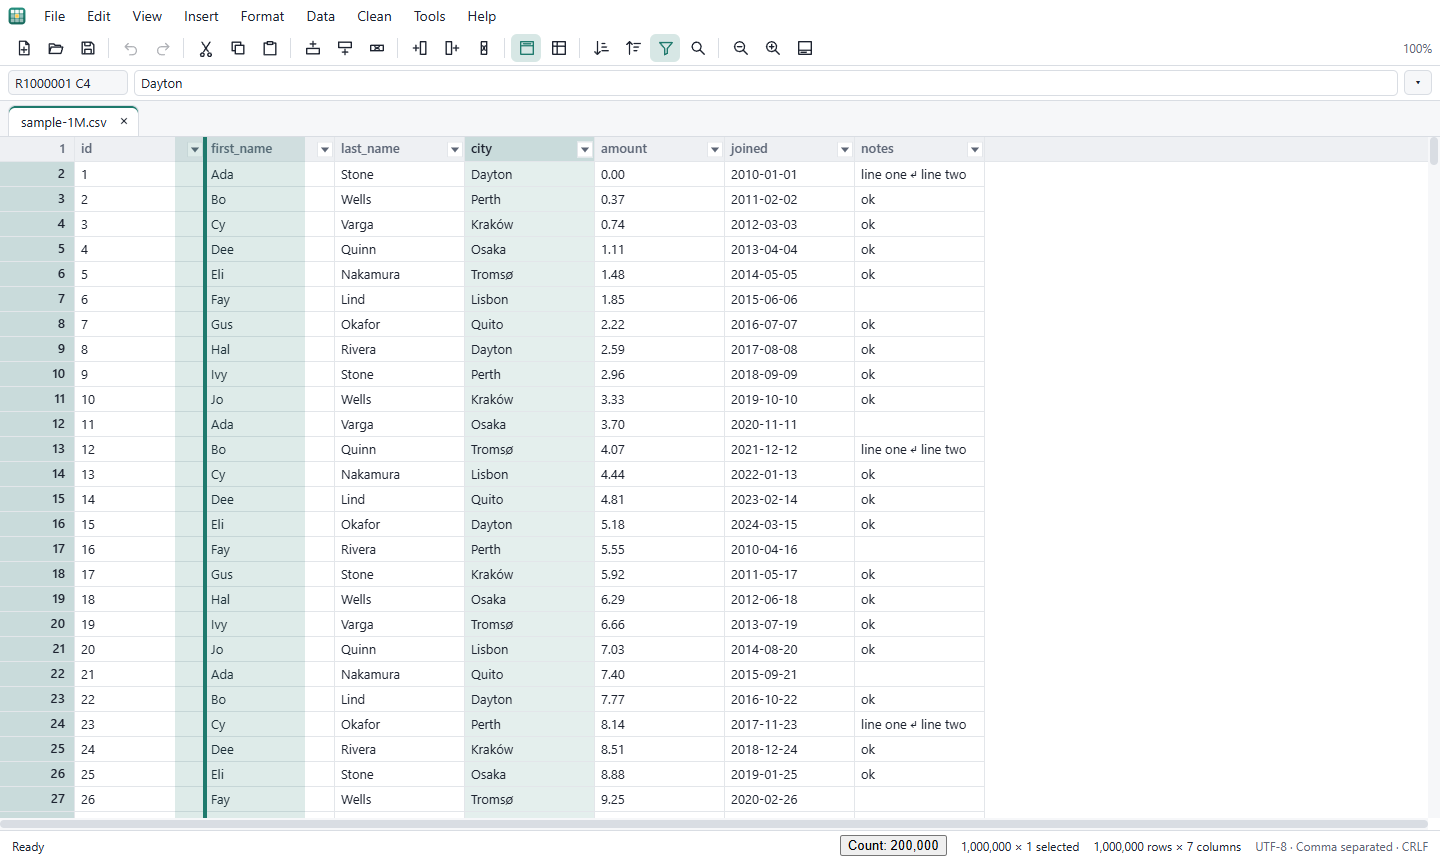 File Edit View Insert Format Data Clean Tools Help
100%
R1000001 C4 Dayton
sample-1M.csv ×
1 id first_name last_name city amount joined notes
2 1 Ada Stone Dayton 0.00 2010-01-01 line one ↲ line two
3 2 Bo Wells Perth 0.37 2011-02-02 ok
4 3 Cy Varga Kraków 0.74 2012-03-03 ok
5 4 Dee Quinn Osaka 1.11 2013-04-04 ok
6 5 Eli Nakamura Tromsø 1.48 2014-05-05 ok
7 6 Fay Lind Lisbon 1.85 2015-06-06
8 7 Gus Okafor Quito 2.22 2016-07-07 ok
9 8 Hal Rivera Dayton 2.59 2017-08-08 ok
10 9 Ivy Stone Perth 2.96 2018-09-09 ok
11 10 Jo Wells Kraków 3.33 2019-10-10 ok
12 11 Ada Varga Osaka 3.70 2020-11-11
13 12 Bo Quinn Tromsø 4.07 2021-12-12 line one ↲ line two
14 13 Cy Nakamura Lisbon 4.44 2022-01-13 ok
15 14 Dee Lind Quito 4.81 2023-02-14 ok
16 15 Eli Okafor Dayton 5.18 2024-03-15 ok
17 16 Fay Rivera Perth 5.55 2010-04-16
18 17 Gus Stone Kraków 5.92 2011-05-17 ok
19 18 Hal Wells Osaka 6.29 2012-06-18 ok
20 19 Ivy Varga Tromsø 6.66 2013-07-19 ok
21 20 Jo Quinn Lisbon 7.03 2014-08-20 ok
22 21 Ada Nakamura Quito 7.40 2015-09-21
23 22 Bo Lind Dayton 7.77 2016-10-22 ok
24 23 Cy Okafor Perth 8.14 2017-11-23 line one ↲ line two
25 24 Dee Rivera Kraków 8.51 2018-12-24 ok
26 25 Eli Stone Osaka 8.88 2019-01-25 ok
27 26 Fay Wells Tromsø 9.25 2020-02-26
Ready Count: 200,000 1,000,000 × 1 selected 1,000,000 rows × 7 columns UTF-8 · Comma separated · CRLF